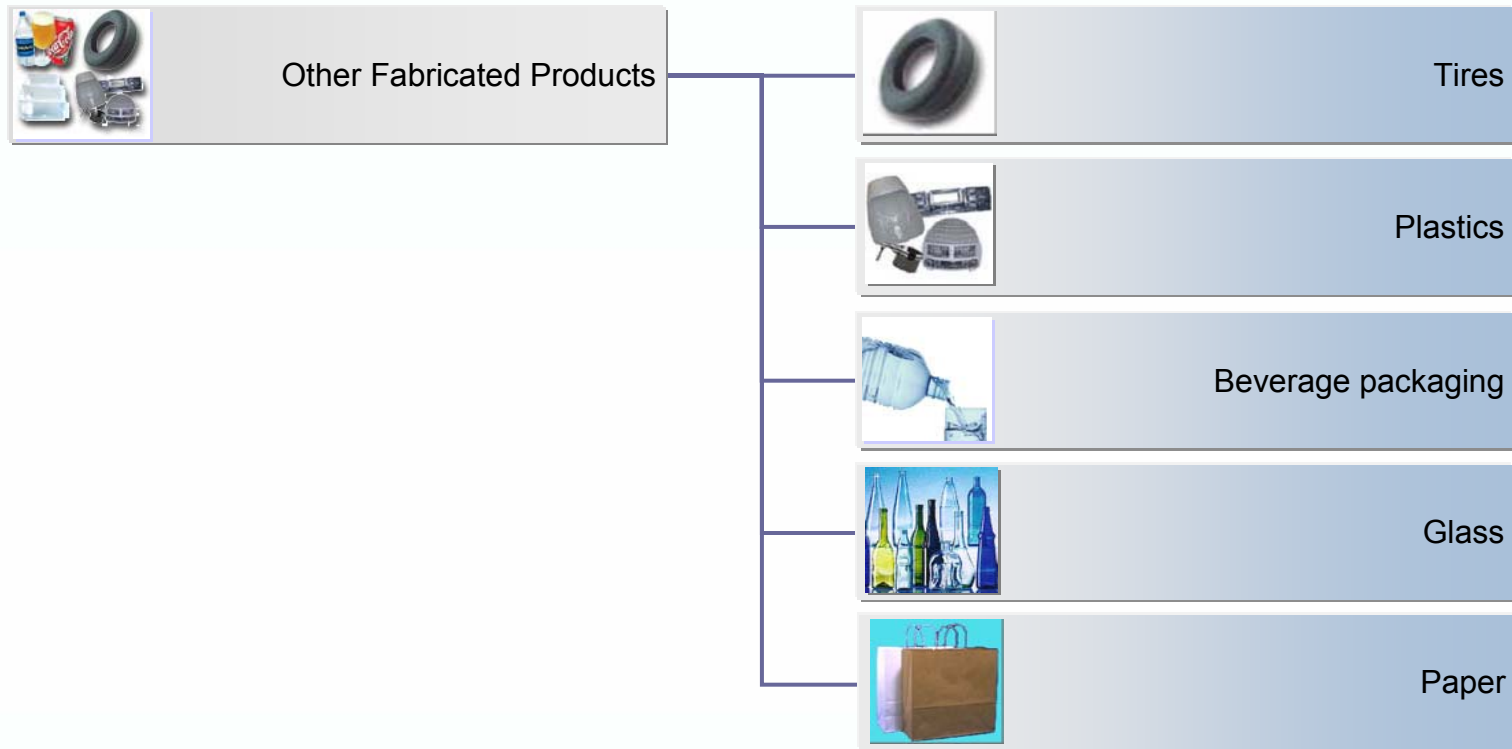 Other Fabricated Products
Tires
Plastics
Beverage packaging
Glass
Paper